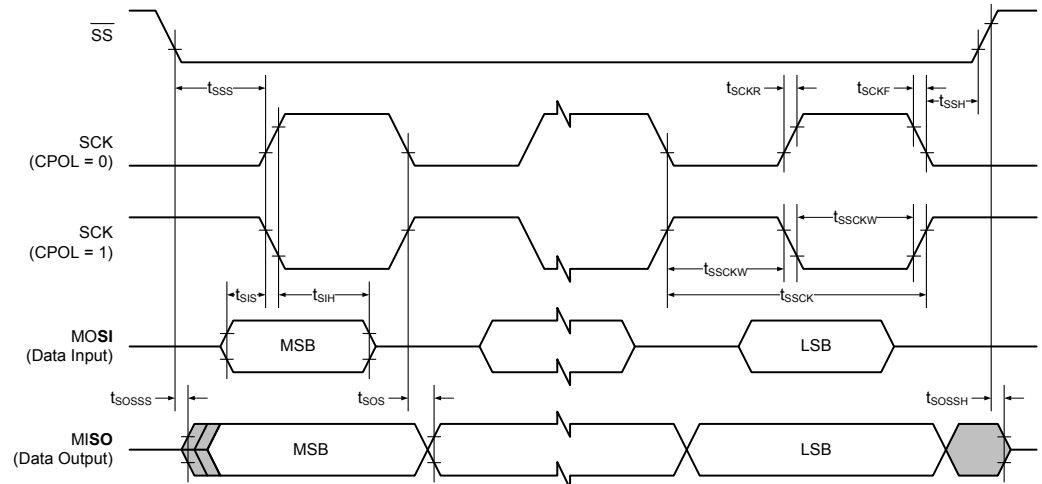 SS
tSSS
tSCKR
tSCKF
tSSH
SCK
(CPOL = 0)
SCK
(CPOL = 1)
tSSCKW
tSSCKW
tSSCK
tSIS
tSIH
MOSI
(Data Input)
MSB
LSB
tSOSSS
tSOS
tSOSSH
MISO
(Data Output)
MSB
LSB